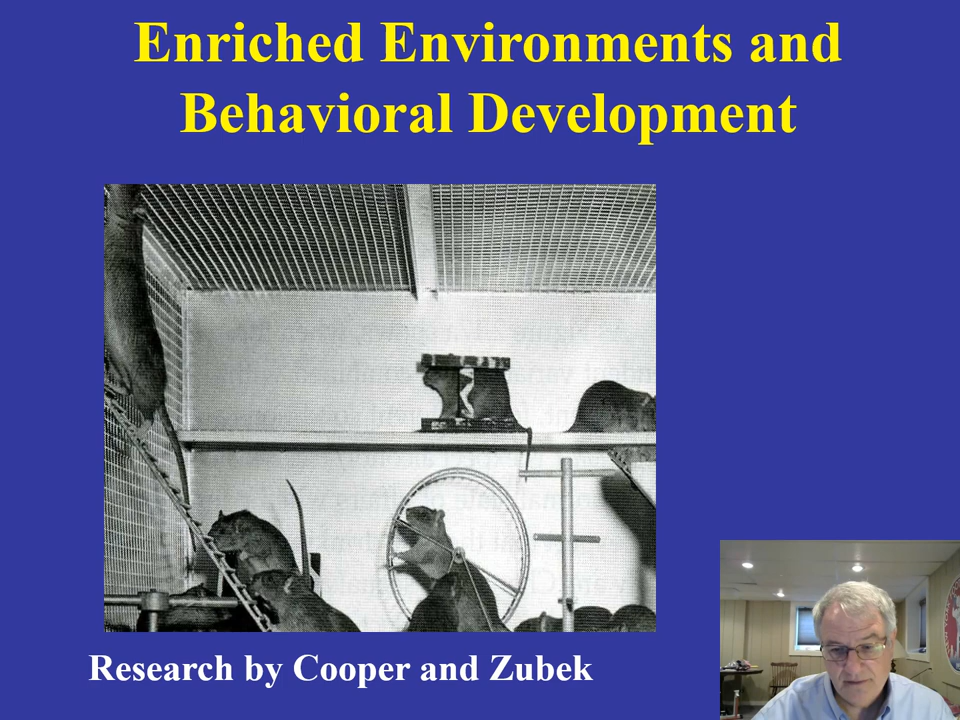 Enriched Environments and
Behavioral Development
Research by Cooper and Zubek